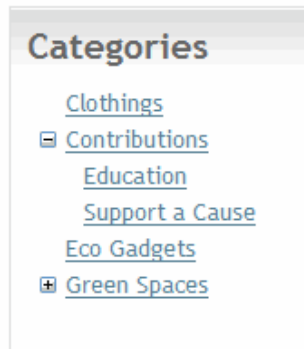 Categories
Clothings
Contributions
Education
Support a Cause
Eco Gadgets
Green Spaces